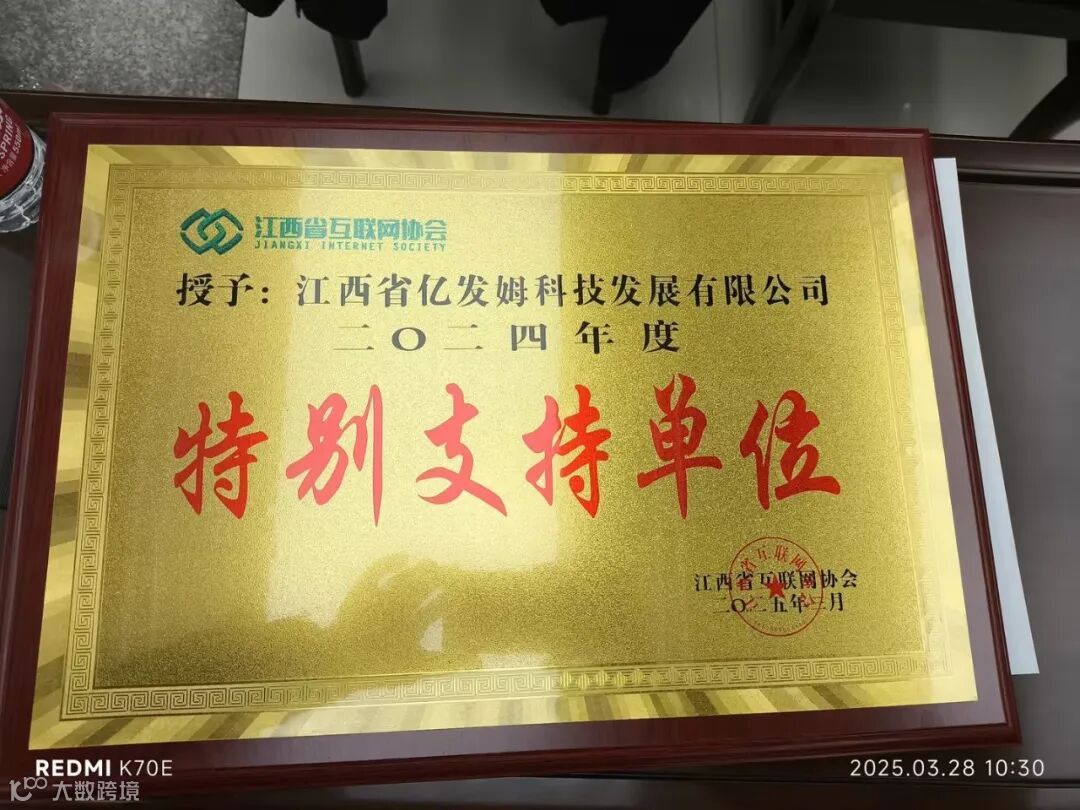 SPRING
江西省互联网协会
JIANGXI INTERNET SOCIETY
授予：江西省亿发姆科技发展有限公司
二〇二四年度
特别支持单位
江西省互联网协会
REDMI K70E
2025.03.28 10:30
大数跨境